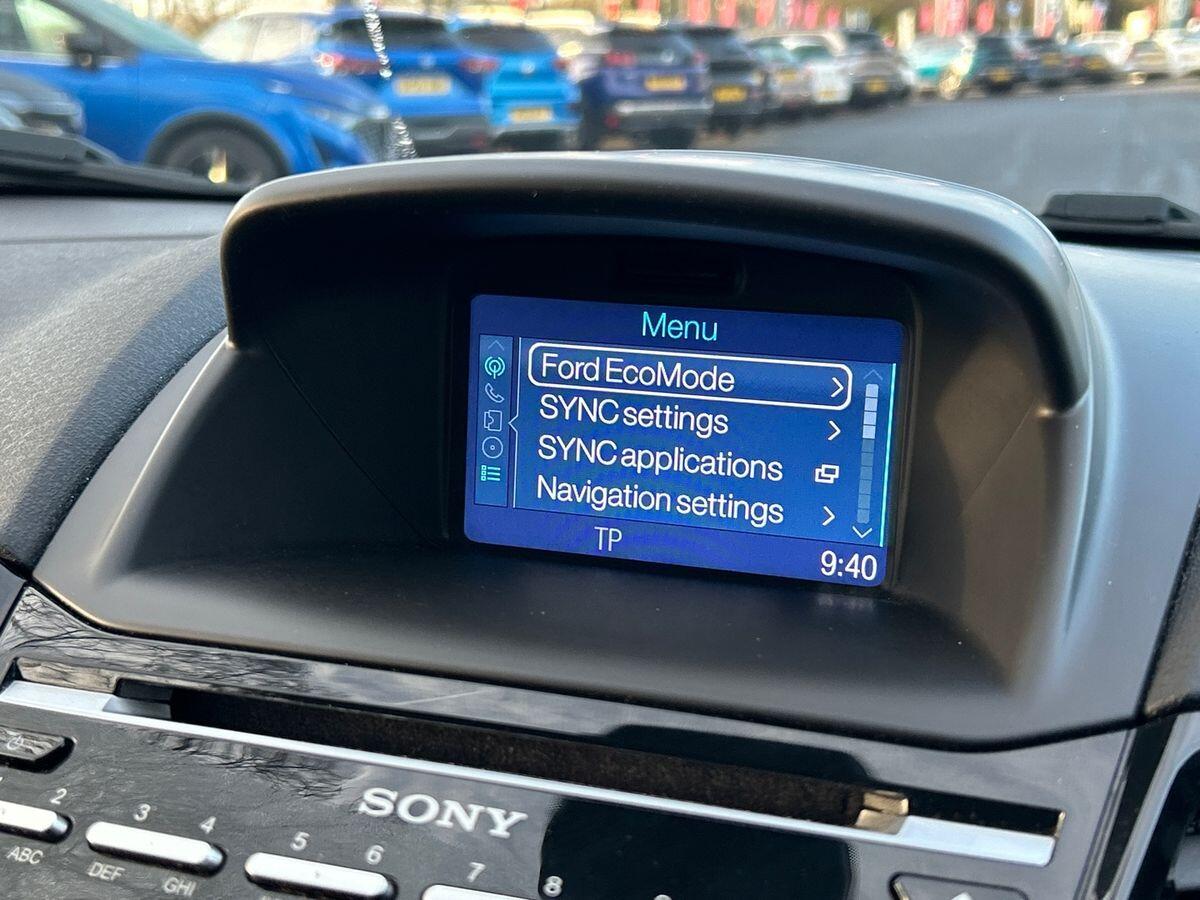 Menu
Ford EcoMode
SYNC settings
SYNC applications
Navigation settings
TP
9:40
SONY
2
3
4
5
6
7
8
ABC
DEF
GHI